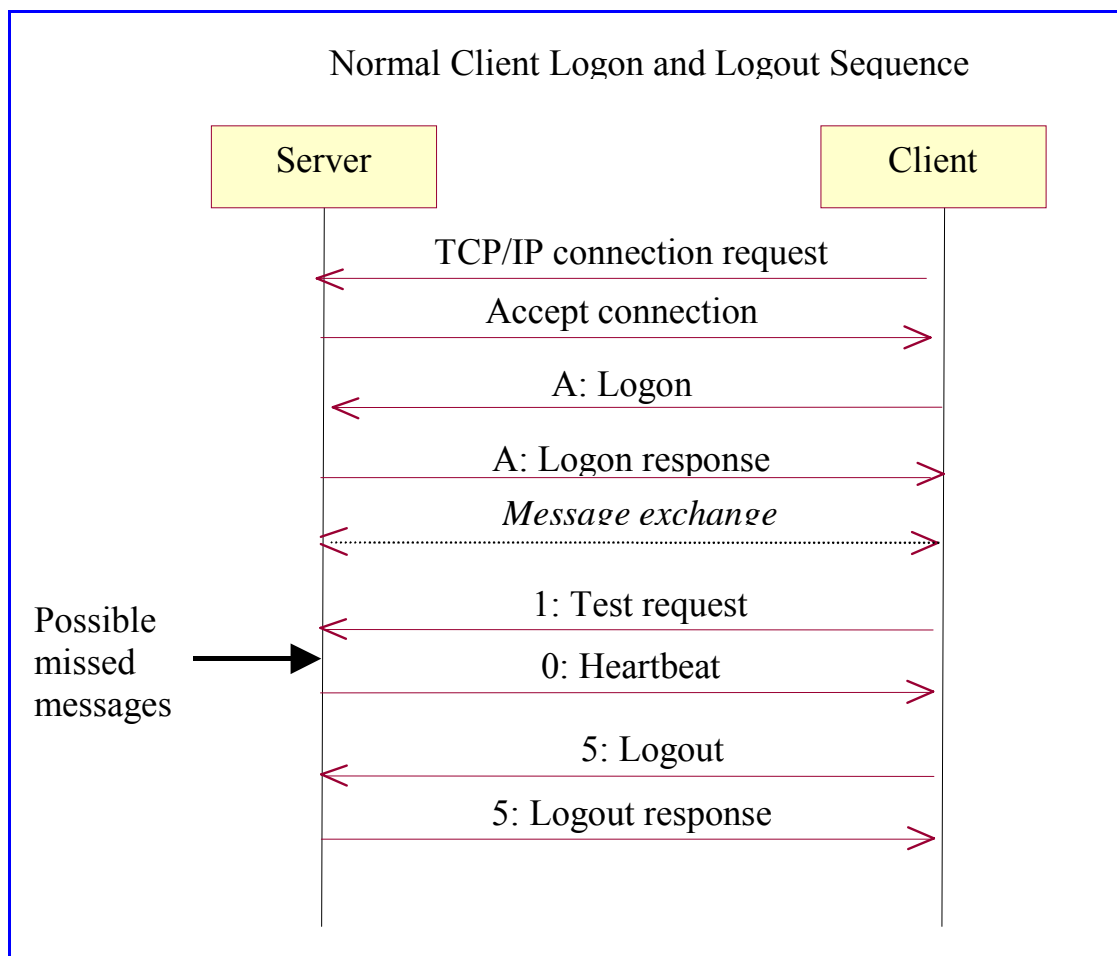 Normal Client Logon and Logout Sequence
Server
Client
TCP/IP connection request
Accept connection
A: Logon
A: Logon response
Message exchange
1: Test request
Possible
missed
messages
0: Heartbeat
5: Logout
5: Logout response